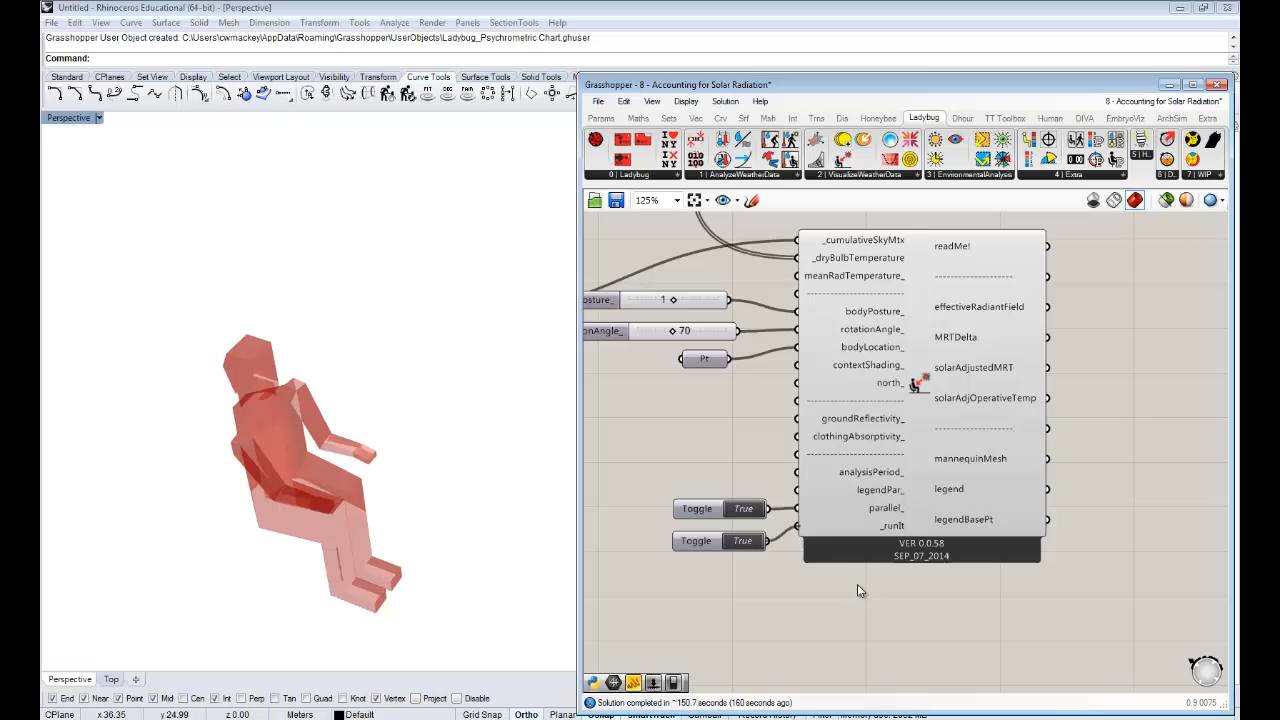 Untitled - Rhinoceros Educational (64-bit) - [Perspective]
File Edit View Curve Surface Solid Mesh Dimension Transform Tools Analyze Render Panels SectionTools Help
Grasshopper User Object created: C:\Users\cwmackey\AppData\Roaming\Grasshopper\UserObjects\Ladybug_Psychrometric Chart.ghuser
Command:
Standard CPlanes Set View Display Select Viewport Layout Visibility Transform Curve Tools Surface Tools Solid Tools
Perspective
Grasshopper - 8 - Accounting for Solar Radiation*
File Edit View Display Solution Help
8 - Accounting for Solar Radiation*
Params Maths Sets Vec Crv Srf Msh Int Trns Dis Honeybee Ladybug Dhour TT Toolbox Human DIVA EmbryoViz ArchSim Extra
0 | Ladybug 1 | AnalyzeWeatherData 2 | VisualizeWeatherData 3 | EnvironmentalAnalysis 4 | Extra 5 | H... 6 | D... 7 | WIP
125%
_cumulativeSkyMtx
_dryBulbTemperature
meanRadTemperature_
bodyPosture_
rotationAngle_
bodyLocation_
contextShading_
north_
groundReflectivity_
clothingAbsorptivity_
analysisPeriod_
legendPar_
parallel_
_runIt
readMe!
effectiveRadiantField
MRTDelta
solarAdjustedMRT
solarAdjOperativeTemp
mannequinMesh
legend
legendBasePt
VER 0.0.58
SEP_07_2014
osture_ 1
onAngle_ 70
Pt
Toggle True
Toggle True
Solution completed in ~150.7 seconds (160 seconds ago)
0.9.0075
Perspective Top
End Near Point Mid Cen Int Perp Tan Quad Knot Vertex Project Disable
CPlane x 36.35 y 24.99 z 0.00 Meters Default Grid Snap Ortho Planar